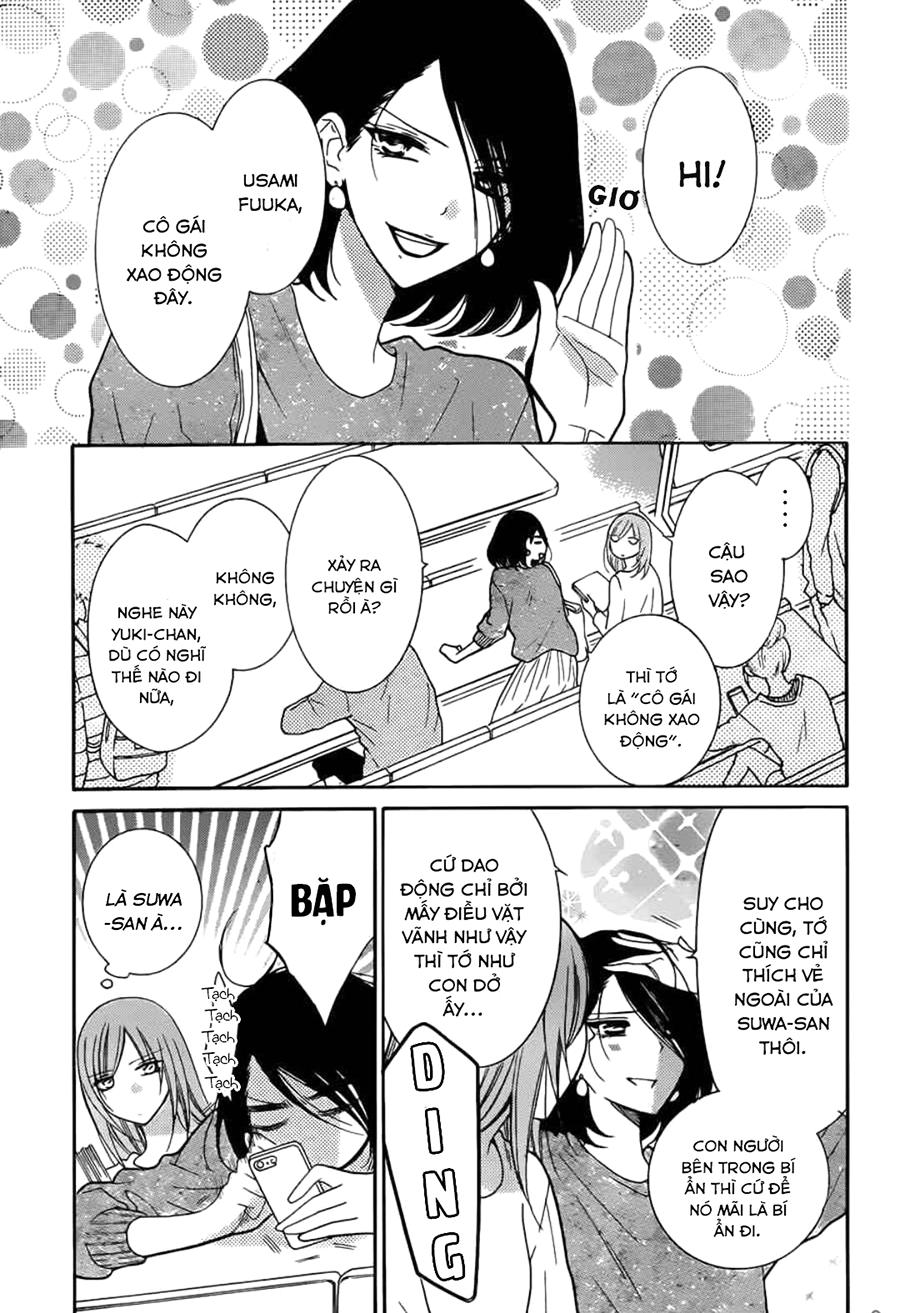 HI!
GIƠ
USAMI
FUUKA,
CÔ GÁI
KHÔNG
XAO ĐỘNG
ĐÂY.
...
CẬU
SAO
VẬY?
THÌ TỚ
LÀ "CÔ GÁI
KHÔNG XAO
ĐỘNG".
XẢY RA
CHUYỆN GÌ
RỒI À?
KHÔNG
KHÔNG,
NGHE NÀY
YUKI-CHAN,
DÙ CÓ NGHĨ
THẾ NÀO ĐI
NỮA,
SUY CHO
CÙNG, TỚ
CŨNG CHỈ
THÍCH VẺ
NGOÀI CỦA
SUWA-SAN
THÔI.
CON NGƯỜI
BÊN TRONG BÍ
ẨN THÌ CỨ ĐỂ
NÓ MÃI LÀ BÍ
ẨN ĐI.
CỨ DAO
ĐỘNG CHỈ BỞI
MẤY ĐIỀU VẶT
VÃNH NHƯ VẬY
THÌ TỚ NHƯ
CON DỞ
ẤY...
DING
BẶP
Tạch
Tạch
Tạch
Tạch
Tạch
LÀ SUWA
-SAN À...